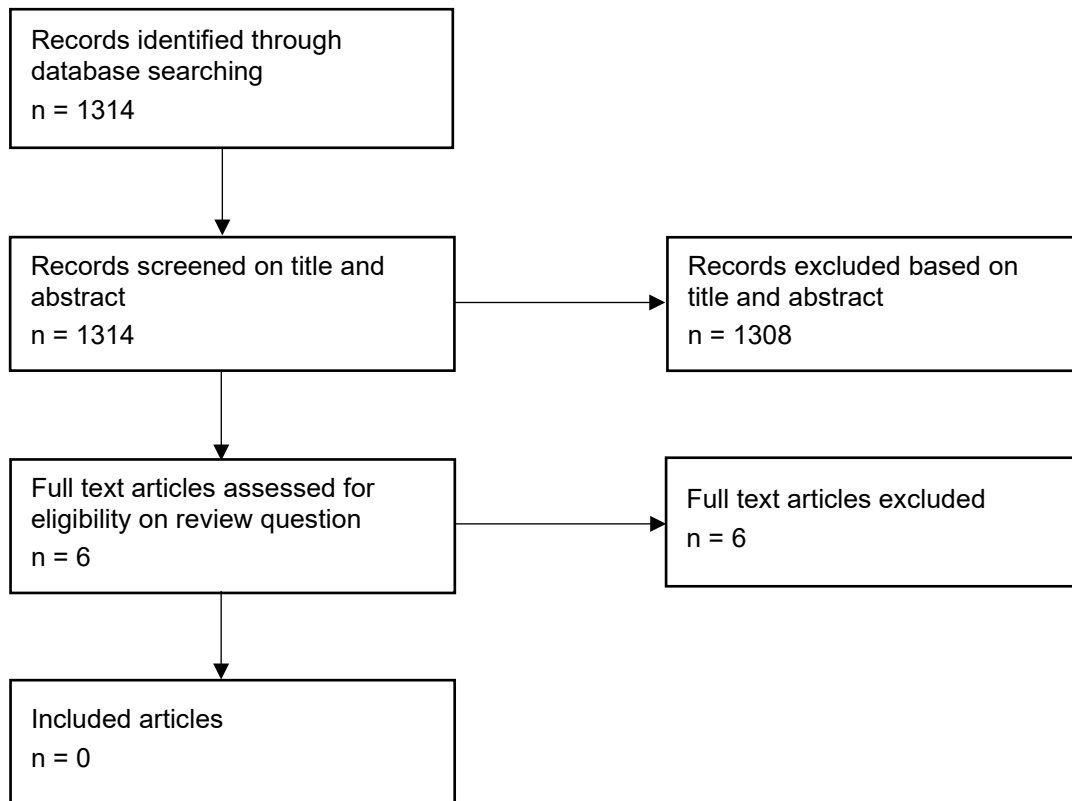 Records identified through
database searching
n = 1314
Records screened on title and
abstract
n = 1314
Records excluded based on
title and abstract
n = 1308
Full text articles assessed for
eligibility on review question
n = 6
Full text articles excluded
n = 6
Included articles
n = 0